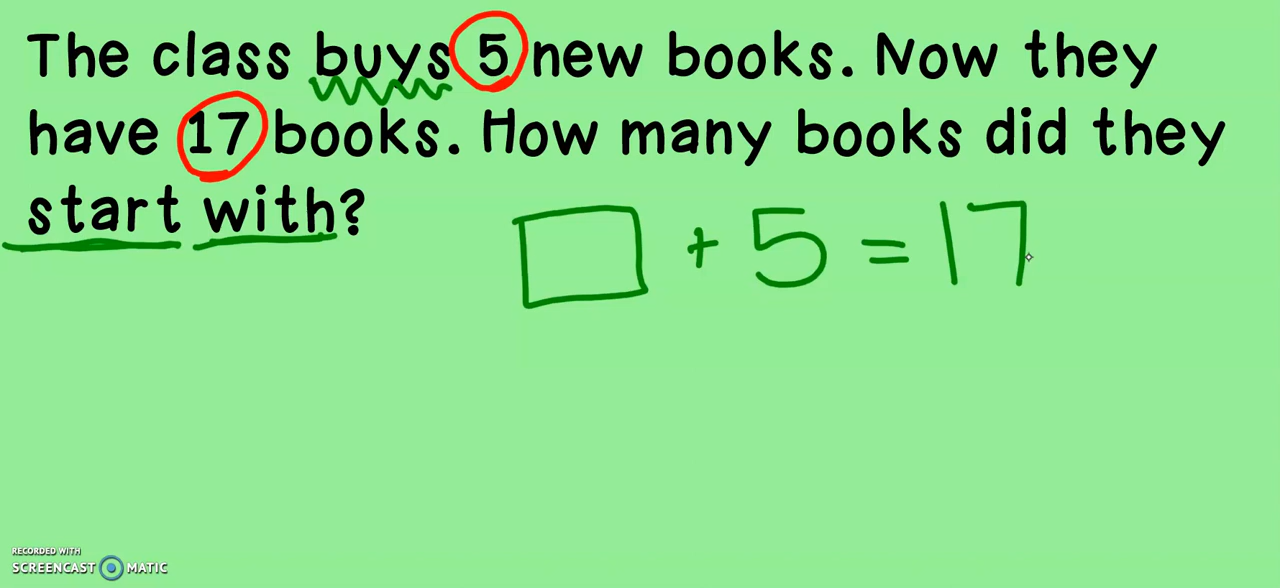 The class buys 5 new books. Now they
have 17 books. How many books did they
start with?
□ + 5 = 17
RECORDED WITH
SCREENCAST MATIC